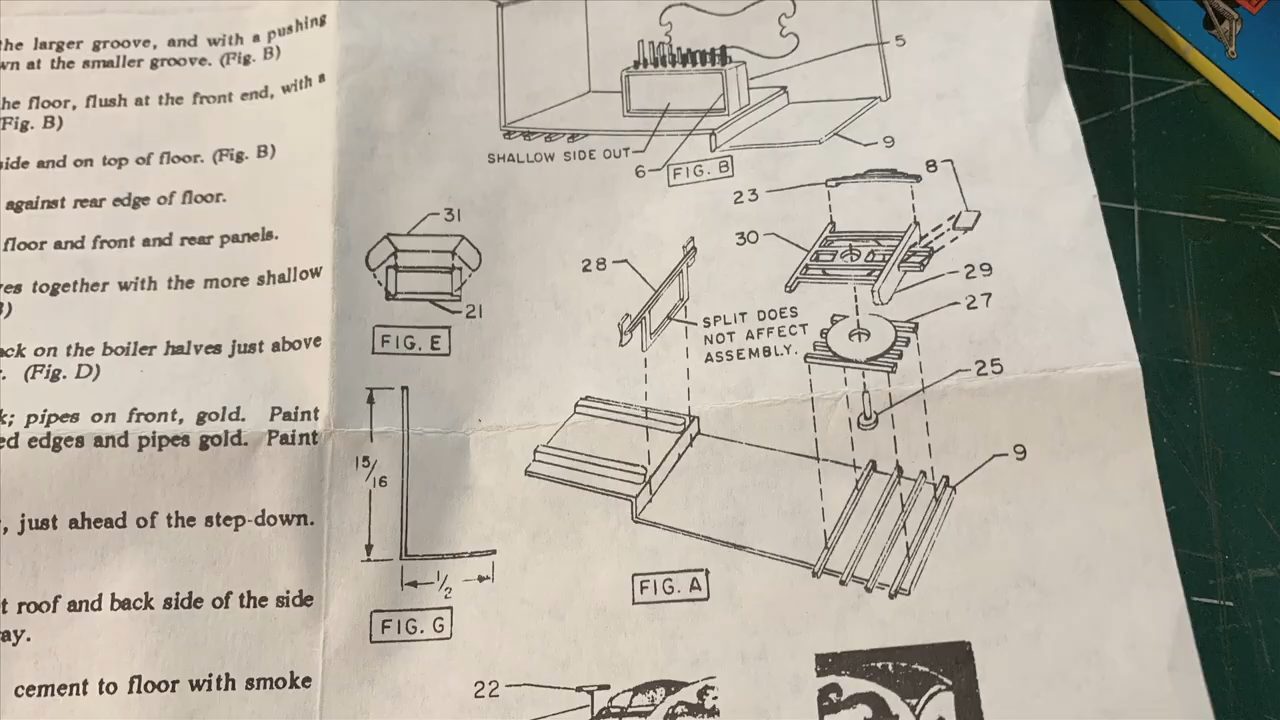 the larger groove, and with a pushing
wn at the smaller groove. (Fig. B)
he floor, flush at the front end, with a
Fig. B)
side and on top of floor. (Fig. B)
against rear edge of floor.
floor and front and rear panels.
es together with the more shallow
)
ack on the boiler halves just above
. (Fig. D)
k; pipes on front, gold. Paint
ed edges and pipes gold. Paint
, just ahead of the step-down.
t roof and back side of the side
ay.
cement to floor with smoke
5
9
SHALLOW SIDE OUT
6
FIG. B
23
8
30
29
27
28
SPLIT DOES
NOT AFFECT
ASSEMBLY.
25
9
FIG. A
31
21
FIG. E
15/16
1/2
FIG. G
22